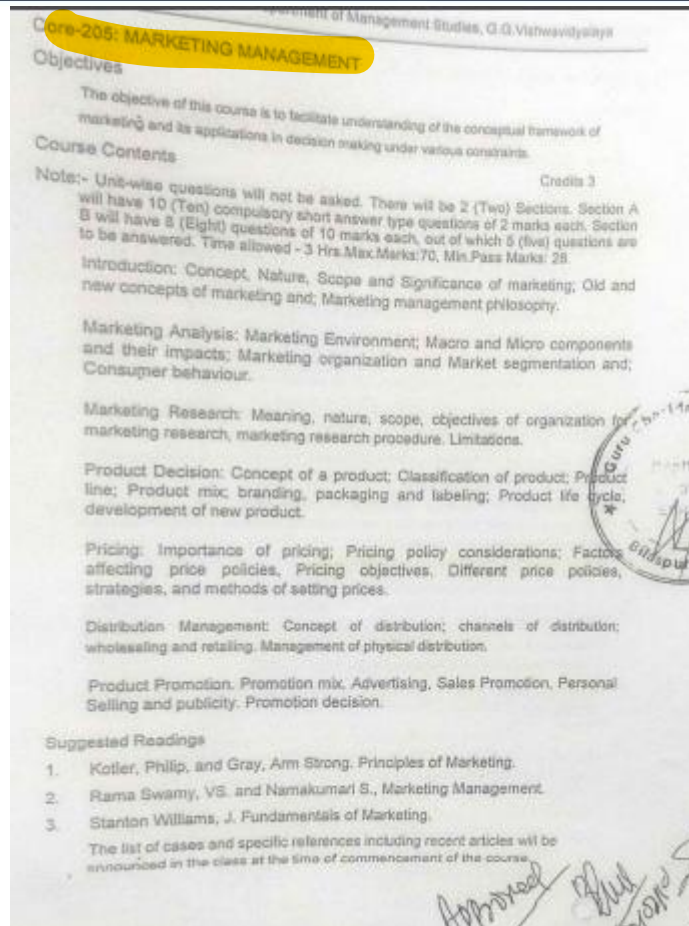 partment of Management Studies, G.G.Vishwavidyalaya
Core-205: MARKETING MANAGEMENT
Objectives
The objective of this course is to facilitate understanding of the conceptual framework of
marketing and its applications in decision making under various constraints.
Course Contents
Credits 3
Note:- Unit-wise questions will not be asked. There will be 2 (Two) Sections. Section A
will have 10 (Ten) compulsory short answer type questions of 2 marks each. Section
B will have 8 (Eight) questions of 10 marks each, out of which 5 (five) questions are
to be answered. Time allowed - 3 Hrs.Max.Marks:70, Min.Pass Marks: 28
Introduction: Concept, Nature, Scope and Significance of marketing; Old and
new concepts of marketing and; Marketing management philosophy.
Marketing Analysis: Marketing Environment; Macro and Micro components
and their impacts; Marketing organization and Market segmentation and;
Consumer behaviour.
Marketing Research: Meaning, nature, scope, objectives of organization for
marketing research, marketing research procedure. Limitations.
Product Decision: Concept of a product; Classification of product; Product
line; Product mix; branding, packaging and labeling; Product life cycle,
development of new product.
Pricing: Importance of pricing; Pricing policy considerations; Factors
affecting price policies, Pricing objectives. Different price policies,
strategies, and methods of setting prices.
Distribution Management: Concept of distribution; channels of distribution;
wholesaling and retailing. Management of physical distribution.
Product Promotion. Promotion mix, Advertising, Sales Promotion, Personal
Selling and publicity. Promotion decision.
Suggested Readings
1. Kotler, Philip, and Gray, Arm Strong. Principles of Marketing.
2. Rama Swamy, VS. and Namakumari S., Marketing Management.
3. Stanton Williams, J. Fundamentals of Marketing.
The list of cases and specific references including recent articles will be
announced in the class at the time of commencement of the course.
Guru
Bilaspur
Approved